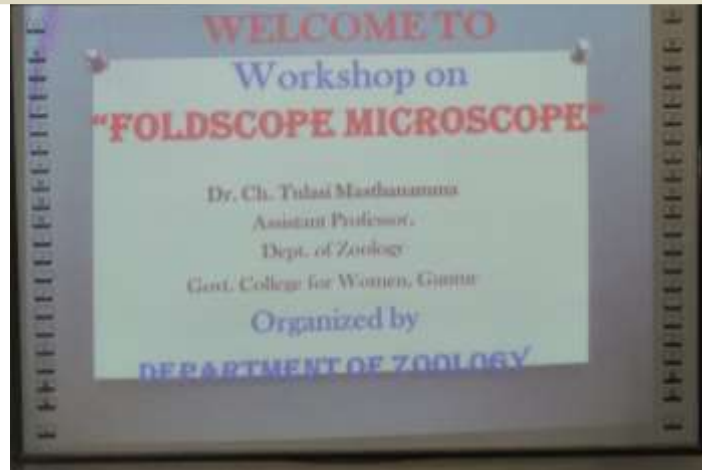 WELCOME TO
Workshop on
"FOLDSCOPE MICROSCOPE"
Dr. Ch. Tulasi Masthanamma
Assistant Professor,
Dept. of Zoology
Govt. College for Women, Guntur
Organized by
DEPARTMENT OF ZOOLOGY